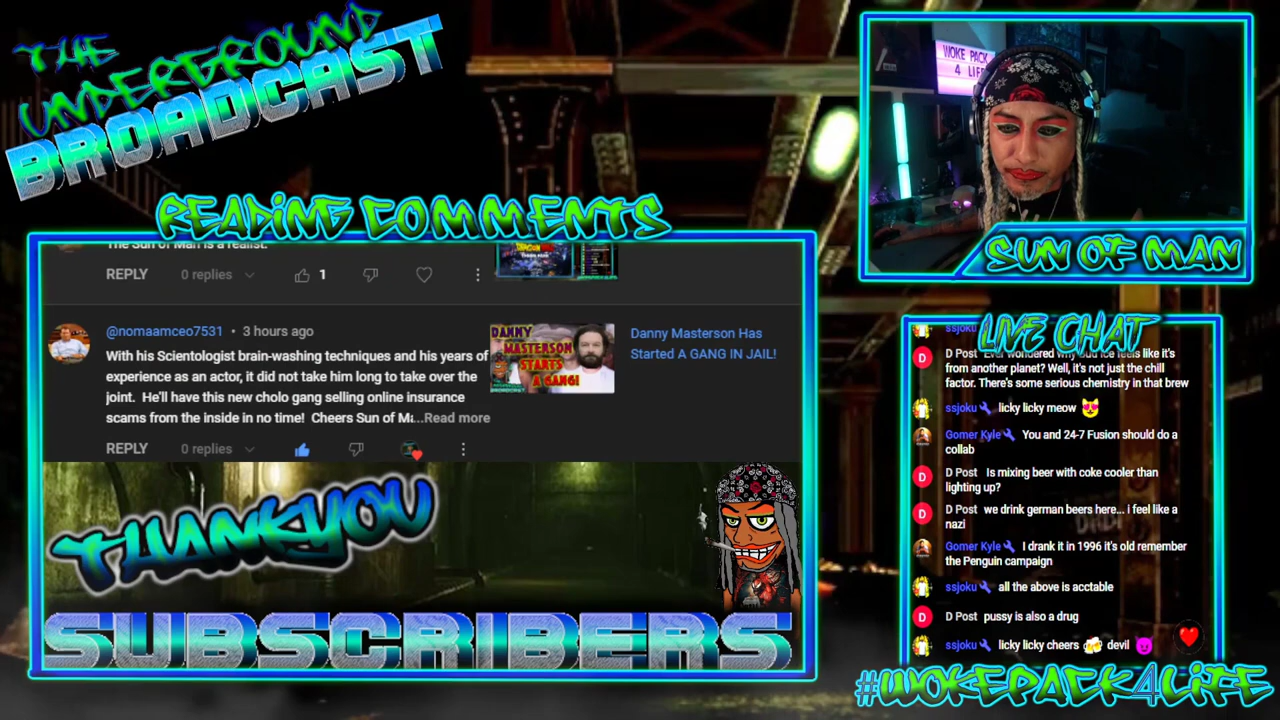 THE
UNDERGROUND
BROADCAST
READING COMMENTS
The Sun of Man is a realist.
REPLY 0 replies 1
@nomaamceo7531 • 3 hours ago
With his Scientologist brain-washing techniques and his years of
experience as an actor, it did not take him long to take over the
joint. He'll have this new cholo gang selling online insurance
scams from the inside in no time! Cheers Sun of Ma...Read more
REPLY 0 replies
DANNY
MASTERSON
STARTS
A GANG!
Danny Masterson Has
Started A GANG IN JAIL!
THANKYOU
SUBSCRIBERS
WOKE PACK
4 LIFE
SUN OF MAN
LIVE CHAT
ssjoku
D Post Ever wondered why Bud Ice feels like it's
from another planet? Well, it's not just the chill
factor. There's some serious chemistry in that brew
ssjoku licky licky meow 😻
Gomer Kyle You and 24-7 Fusion should do a
collab
D Post Is mixing beer with coke cooler than
lighting up?
D Post we drink german beers here... i feel like a
nazi
Gomer Kyle I drank it in 1996 it's old remember
the Penguin campaign
ssjoku all the above is acctable
D Post pussy is also a drug
ssjoku licky licky cheers 🍻 devil 😈
#WOKEPACK4LIFE